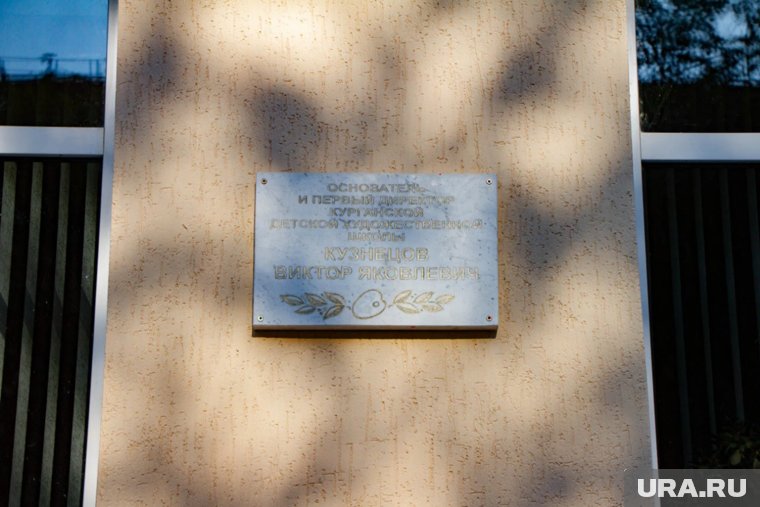 ОСНОВАТЕЛЬ
И ПЕРВЫЙ ДИРЕКТОР
КУРГАНСКОЙ
ДЕТСКОЙ ХУДОЖЕСТВЕННОЙ
ШКОЛЫ
КУЗНЕЦОВ
ВИКТОР ЯКОВЛЕВИЧ
URA.RU